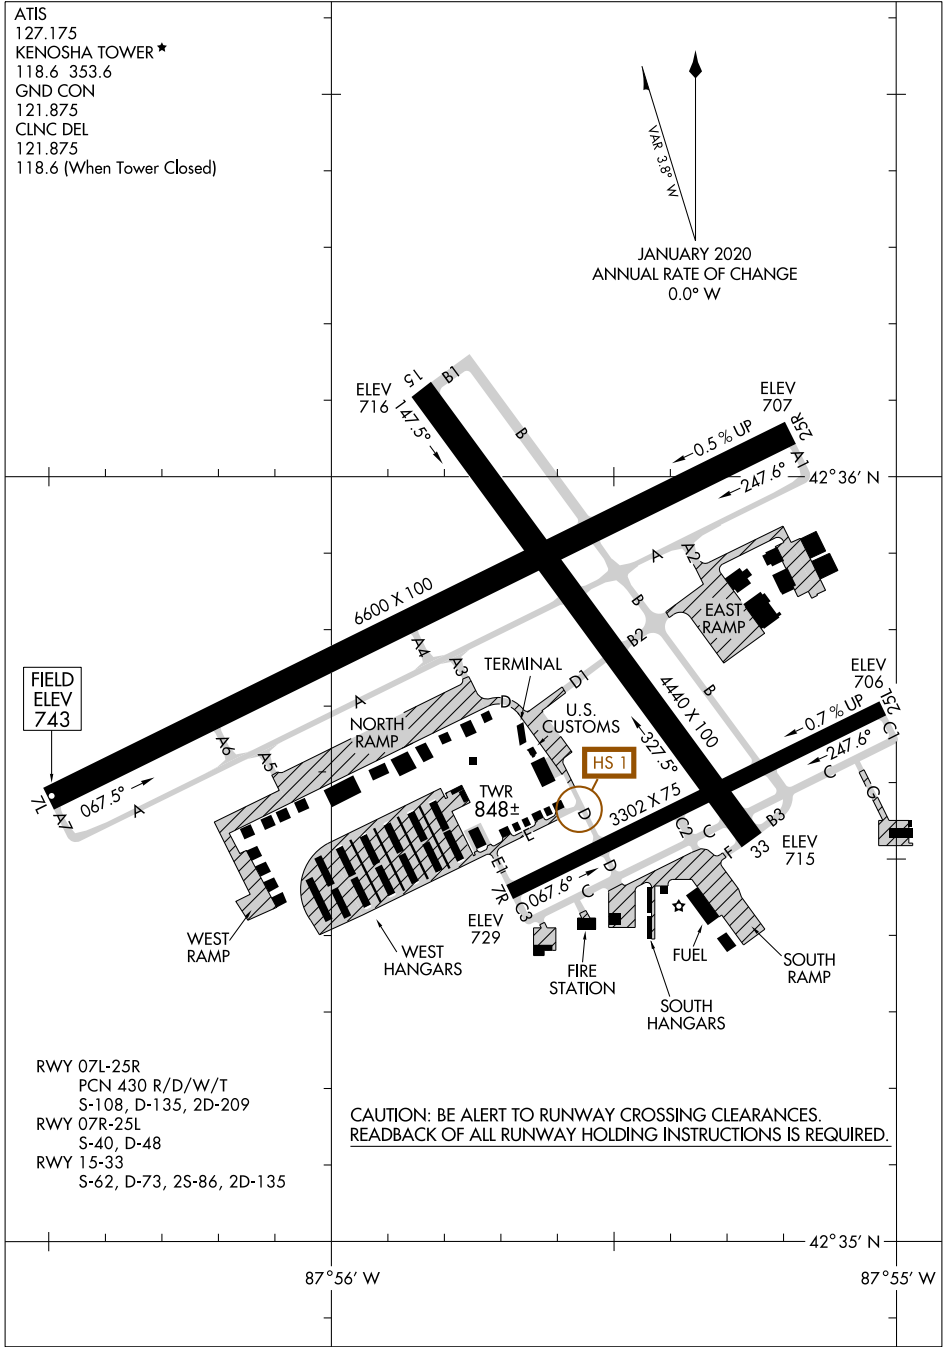 ATIS
127.175
KENOSHA TOWER★
118.6 353.6
GND CON
121.875
CLNC DEL
121.875
118.6 (When Tower Closed)
VAR 3.8° W
JANUARY 2020
ANNUAL RATE OF CHANGE
0.0° W
15
B1
ELEV
716
147.5°
B
ELEV
707
25R
0.5% UP
A1
247.6°
42°36' N
A
A2
B
EAST
RAMP
6600 X 100
B2
A4
A3
TERMINAL
D1
B
ELEV
706
25L
FIELD
ELEV
743
A
NORTH
RAMP
D
U.S.
CUSTOMS
4440 X 100
0.7% UP
C1
327.5°
247.6°
A6
A5
HS 1
C
G
7L
067.5°
A7
A
TWR
848±
D
3302 X 75
C2
C
B3
E
F
33
ELEV
715
E1
7R
067.6°
C
D
C3
ELEV
729
WEST
RAMP
WEST
HANGARS
FIRE
STATION
FUEL
SOUTH
RAMP
SOUTH
HANGARS
RWY 07L-25R
PCN 430 R/D/W/T
S-108, D-135, 2D-209
RWY 07R-25L
S-40, D-48
RWY 15-33
S-62, D-73, 2S-86, 2D-135
CAUTION: BE ALERT TO RUNWAY CROSSING CLEARANCES.
READBACK OF ALL RUNWAY HOLDING INSTRUCTIONS IS REQUIRED.
42°35' N
87°56' W
87°55' W